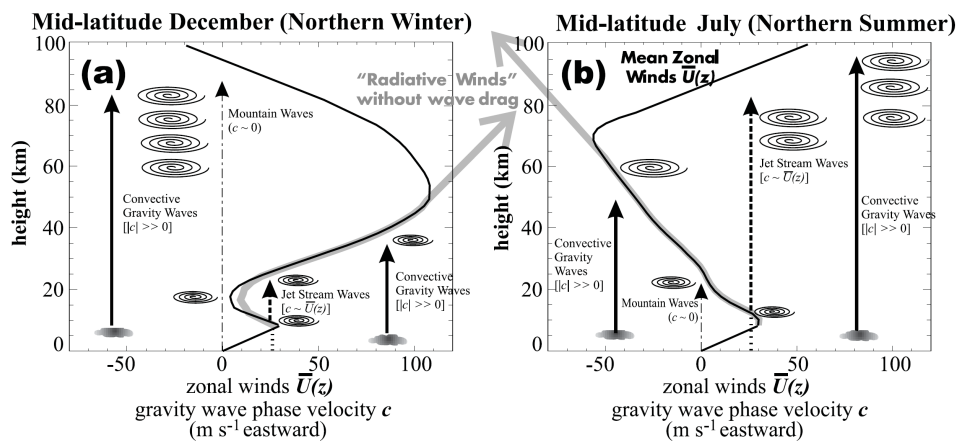 Mid-latitude December (Northern Winter)
Mid-latitude July (Northern Summer)
100
80
60
40
20
0
height (km)
(a)
"Radiative Winds"
without wave drag
Mountain Waves
(c ~ 0)
Convective
Gravity Waves
[|c| >> 0]
Jet Stream Waves
[c ~ U̅(z)]
Convective
Gravity Waves
[|c| >> 0]
-50
0
50
100
zonal winds U̅(z)
gravity wave phase velocity c
(m s⁻¹ eastward)
100
80
60
40
20
0
height (km)
(b)
Mean Zonal
Winds U̅(z)
Jet Stream Waves
[c ~ U̅(z)]
Convective
Gravity Waves
[|c| >> 0]
Convective
Gravity
Waves
[|c| >> 0]
Mountain Waves
(c ~ 0)
-50
0
50
100
zonal winds U̅(z)
gravity wave phase velocity c
(m s⁻¹ eastward)